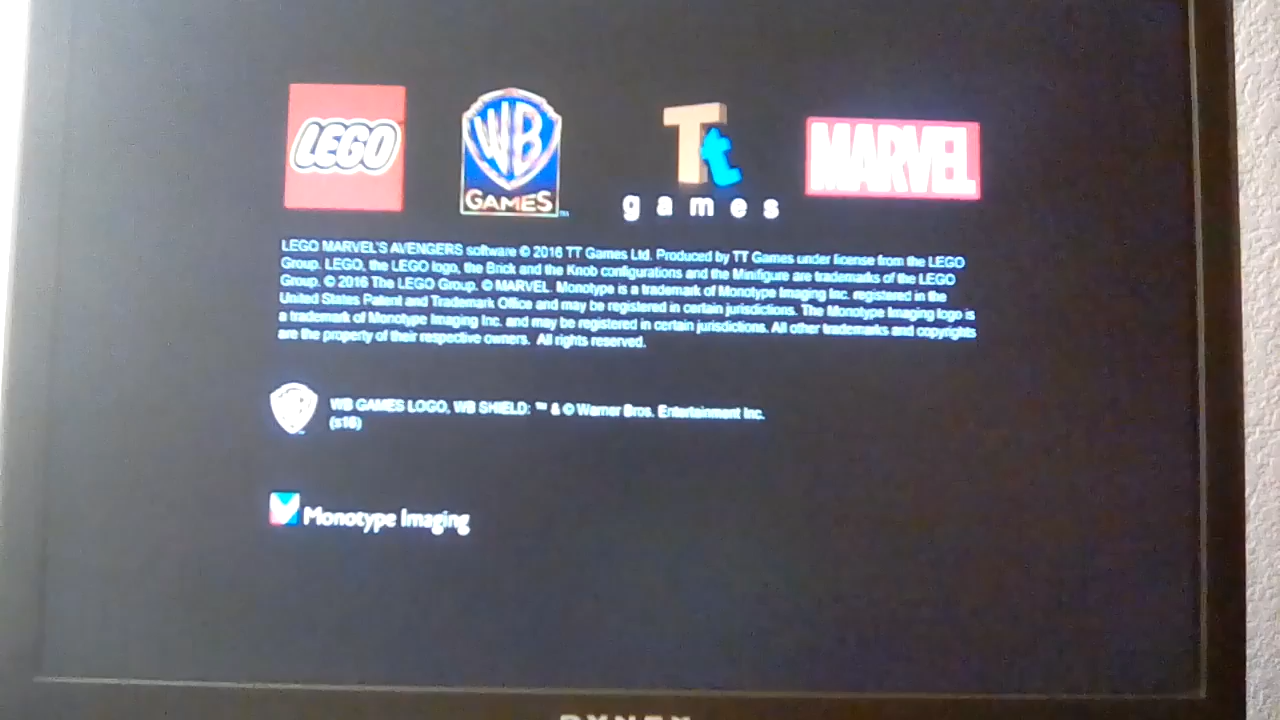 LEGO
WB
GAMES
TM
Tt
games
MARVEL
LEGO MARVEL'S AVENGERS software © 2016 TT Games Ltd. Produced by TT Games under license from the LEGO
Group. LEGO, the LEGO logo, the Brick and the Knob configurations and the Minifigure are trademarks of the LEGO
Group. © 2016 The LEGO Group. © MARVEL. Monotype is a trademark of Monotype Imaging Inc. registered in the
United States Patent and Trademark Office and may be registered in certain jurisdictions. The Monotype Imaging logo is
a trademark of Monotype Imaging Inc. and may be registered in certain jurisdictions. All other trademarks and copyrights
are the property of their respective owners. All rights reserved.
WB GAMES LOGO, WB SHIELD: ™ & © Warner Bros. Entertainment Inc.
(s16)
Monotype Imaging
DYNEX